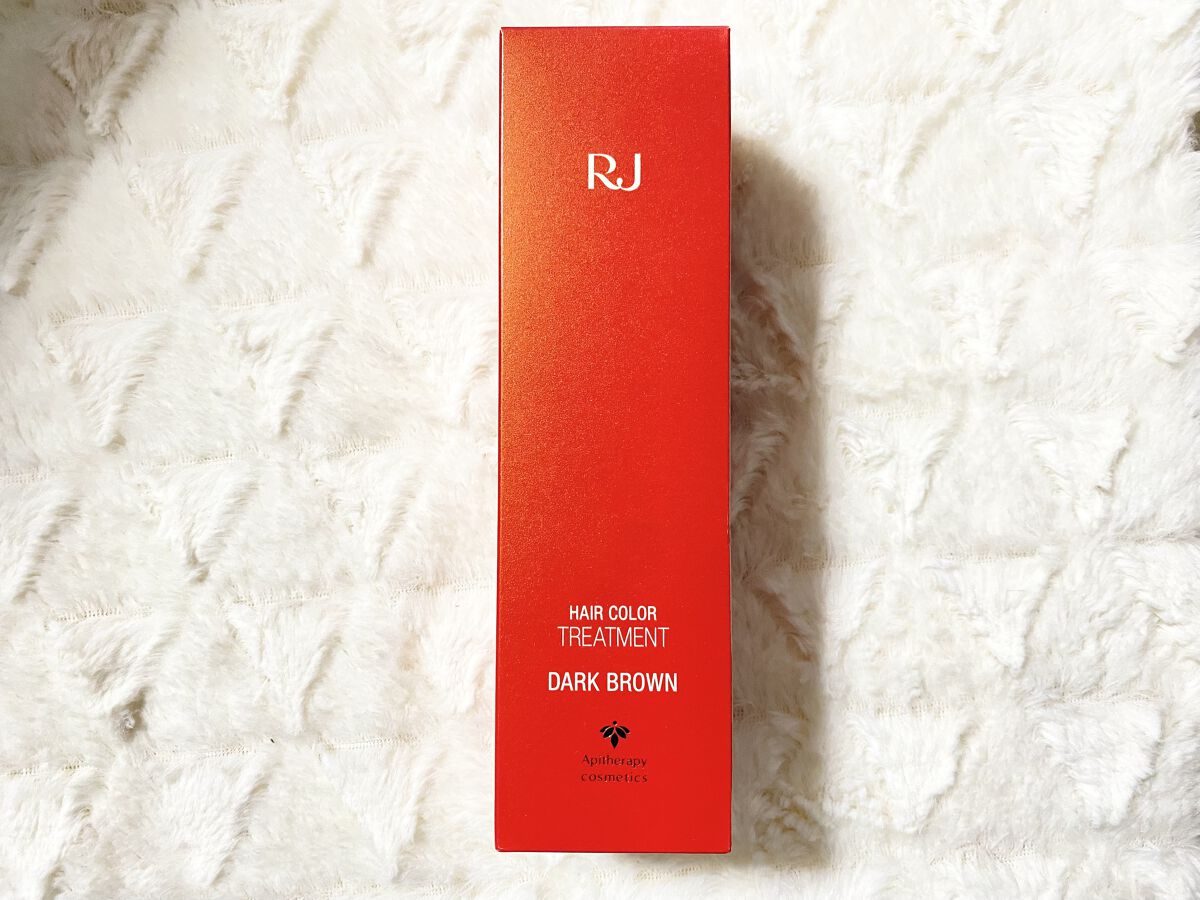 RJ
HAIR COLOR
TREATMENT
DARK BROWN
Apitherapy
cosmetics